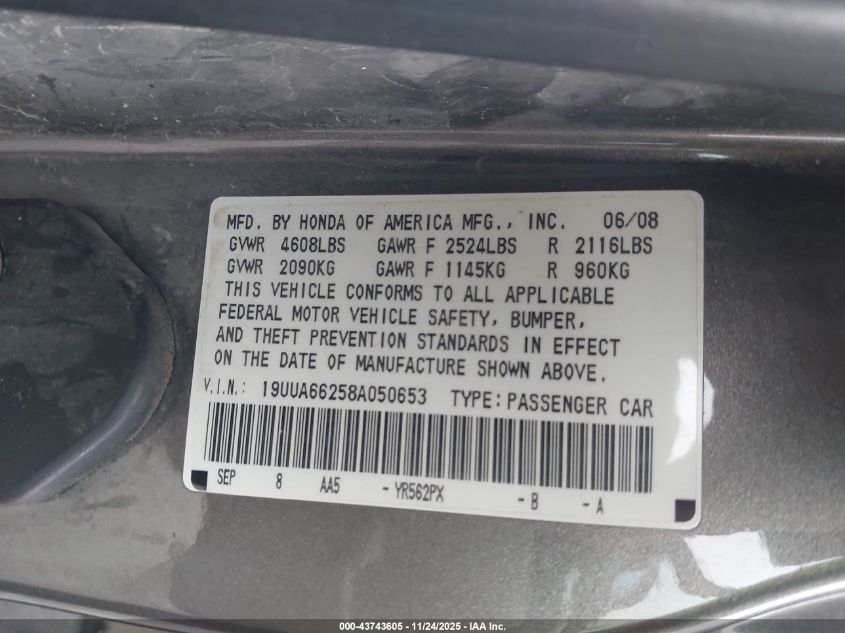 MFD. BY HONDA OF AMERICA MFG., INC. 06/08
GVWR 4608LBS GAWR F 2524LBS R 2116LBS
GVWR 2090KG GAWR F 1145KG R 960KG
THIS VEHICLE CONFORMS TO ALL APPLICABLE
FEDERAL MOTOR VEHICLE SAFETY, BUMPER,
AND THEFT PREVENTION STANDARDS IN EFFECT
ON THE DATE OF MANUFACTURE SHOWN ABOVE.
V.I.N.: 19UUA66258A050653 TYPE: PASSENGER CAR
SEP 8 AA5 - YR562PX - B - A
000-43743605 - 11/24/2025 - IAA Inc.